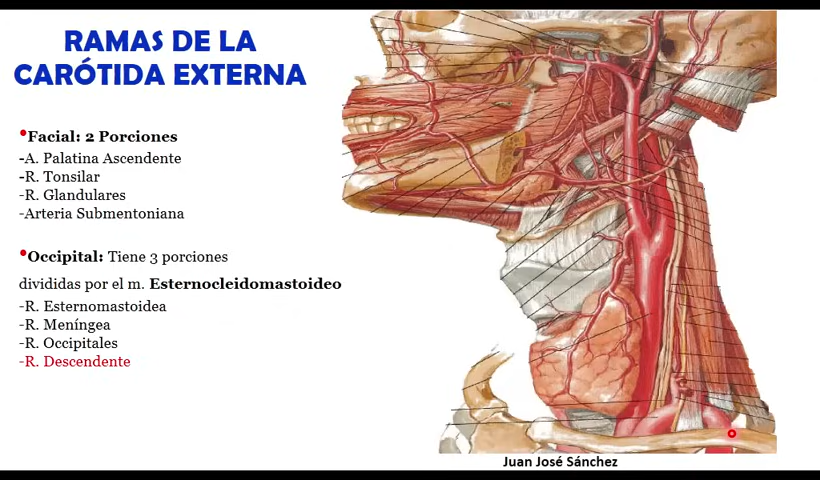 RAMAS DE LA
CARÓTIDA EXTERNA
•Facial: 2 Porciones
-A. Palatina Ascendente
-R. Tonsilar
-R. Glandulares
-Arteria Submentoniana
•Occipital: Tiene 3 porciones
divididas por el m. Esternocleidomastoideo
-R. Esternomastoidea
-R. Meníngea
-R. Occipitales
-R. Descendente
Juan José Sánchez